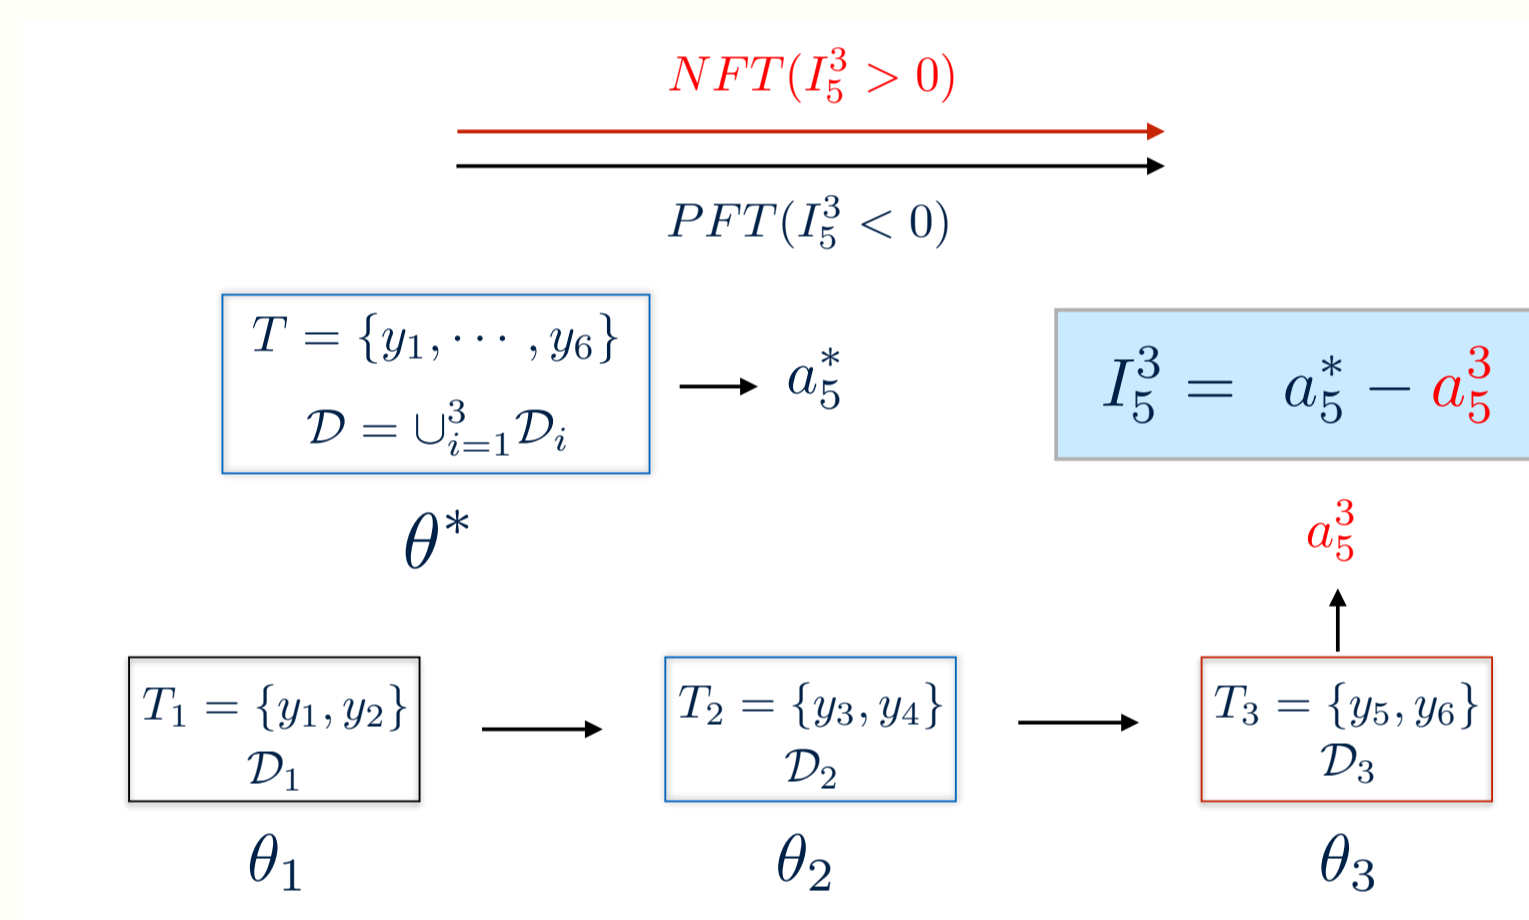 NFT(I_5^3 > 0)
PFT(I_5^3 < 0)
T = {y_1, ⋯ , y_6}
𝒟 = ∪_{i=1}^3 𝒟_i
a_5^*
I_5^3 = a_5^* − a_5^3
θ^*
a_5^3
T_1 = {y_1, y_2}
𝒟_1
T_2 = {y_3, y_4}
𝒟_2
T_3 = {y_5, y_6}
𝒟_3
θ_1
θ_2
θ_3